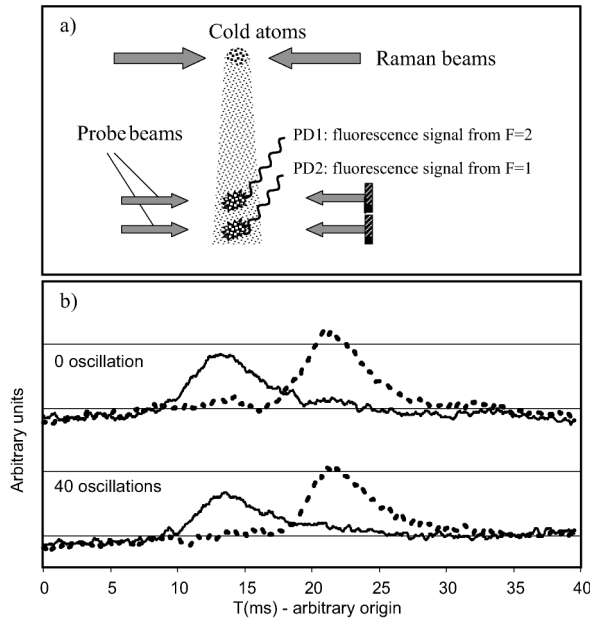 a)
Cold atoms
Raman beams
Probe beams
PD1: fluorescence signal from F=2
PD2: fluorescence signal from F=1
b)
0 oscillation
40 oscillations
Arbitrary units
0 5 10 15 20 25 30 35 40
T(ms) - arbitrary origin